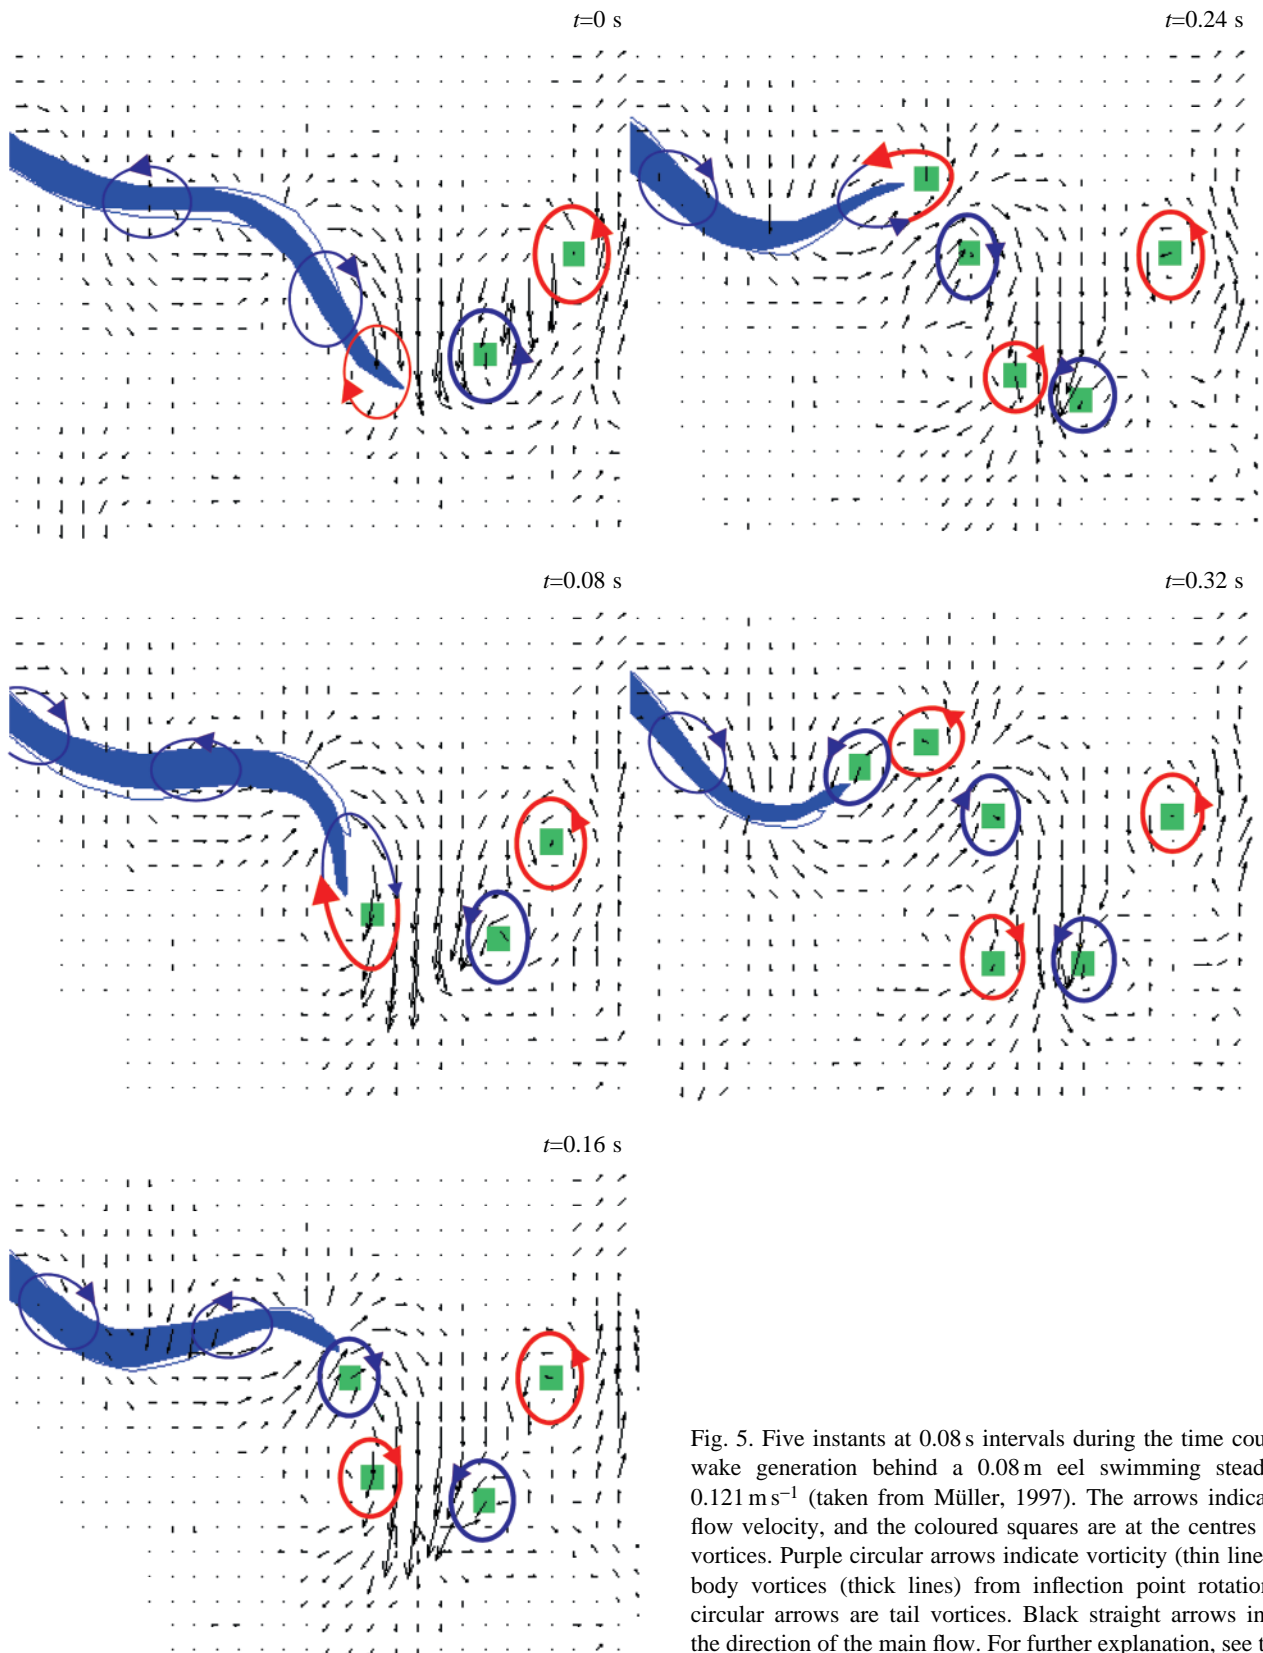 t=0 s
t=0.24 s
t=0.08 s
t=0.32 s
t=0.16 s
Fig. 5. Five instants at 0.08 s intervals during the time cou
wake generation behind a 0.08 m eel swimming stead
0.121 m s−1 (taken from Müller, 1997). The arrows indica
flow velocity, and the coloured squares are at the centres
vortices. Purple circular arrows indicate vorticity (thin line
body vortices (thick lines) from inflection point rotation
circular arrows are tail vortices. Black straight arrows in
the direction of the main flow. For further explanation, see t